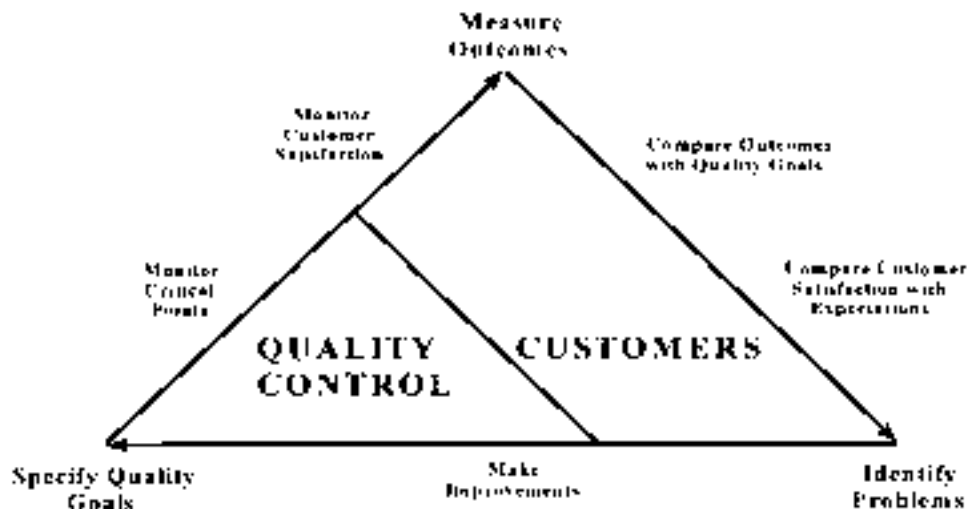 Measure
Outcomes
Monitor
Customer
Satisfaction
Compare Outcomes
with Quality Goals
Monitor
Critical
Points
Compare Customer
Satisfaction with
Expectations
QUALITY
CONTROL
CUSTOMERS
Specify Quality
Goals
Make
Improvements
Identify
Problems